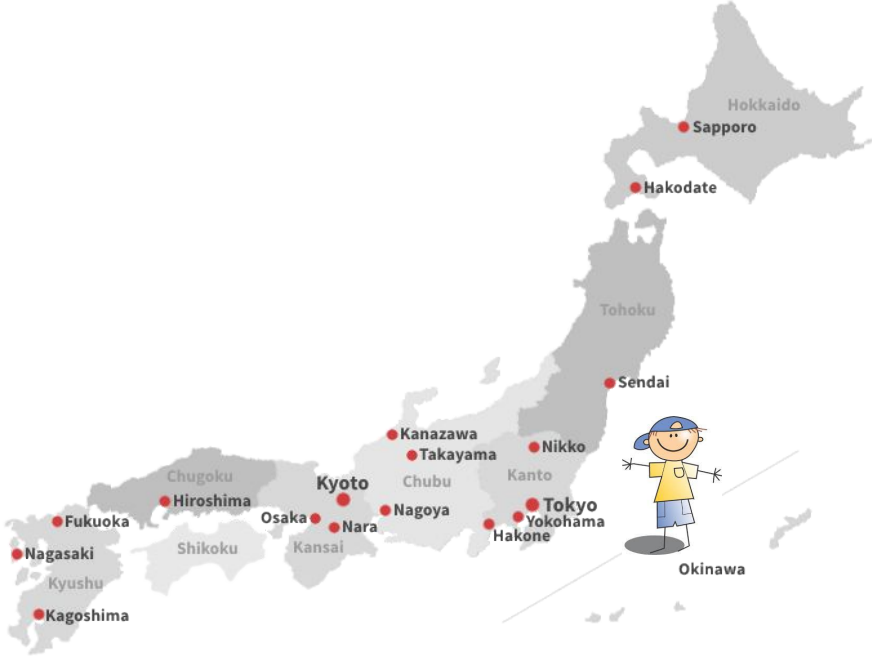 Hokkaido
Sapporo
Hakodate
Tohoku
Sendai
Kanazawa
Takayama
Nikko
Kanto
Chubu
Chugoku
Kyoto
Hiroshima
Tokyo
Nagoya
Osaka
Yokohama
Fukuoka
Nara
Hakone
Shikoku
Kansai
Nagasaki
Okinawa
Kyushu
Kagoshima